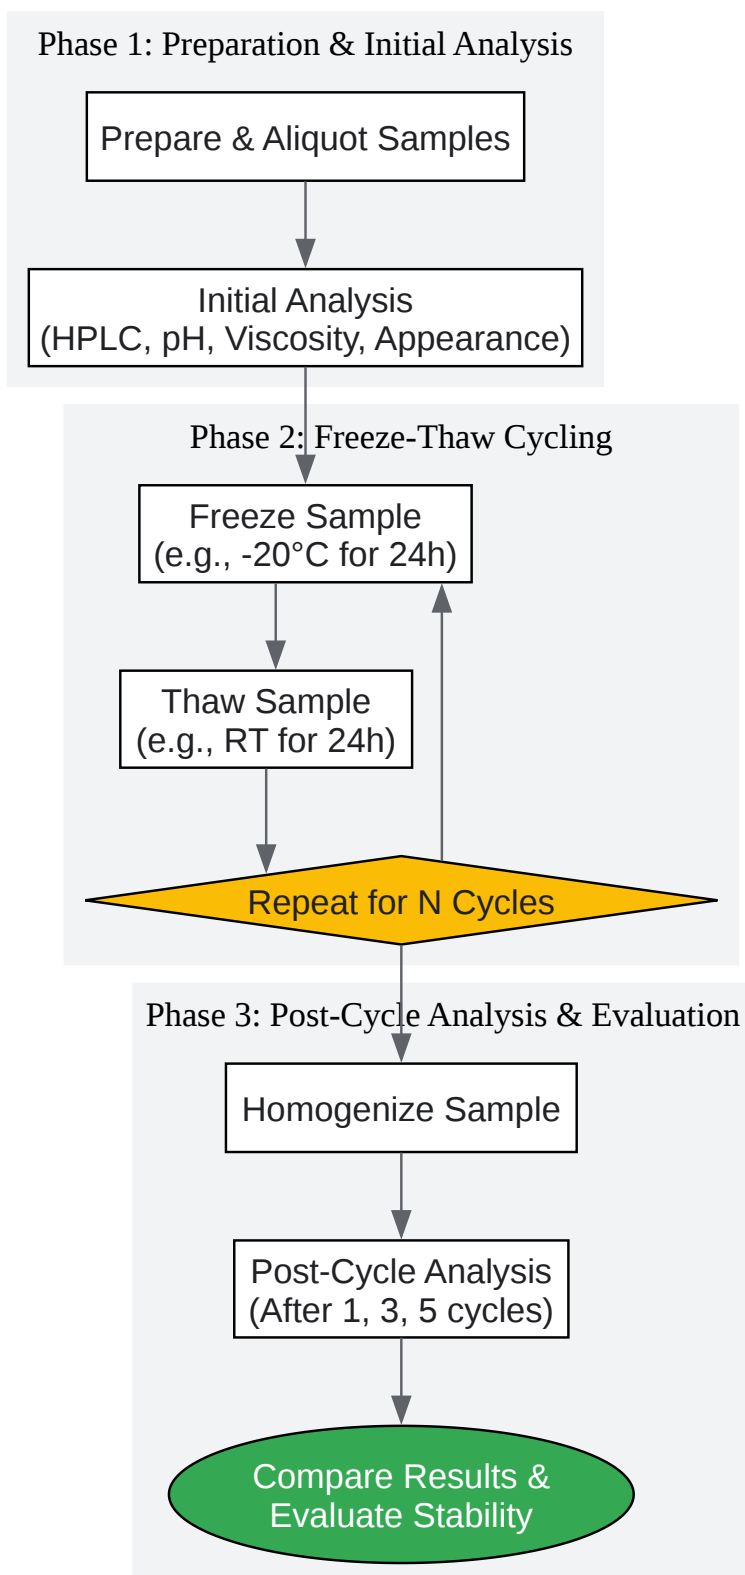 Phase 1: Preparation & Initial Analysis
Prepare & Aliquot Samples
Initial Analysis
(HPLC, pH, Viscosity, Appearance)
Phase 2: Freeze-Thaw Cycling
Freeze Sample
(e.g., -20°C for 24h)
Thaw Sample
(e.g., RT for 24h)
Repeat for N Cycles
Phase 3: Post-Cycle Analysis & Evaluation
Homogenize Sample
Post-Cycle Analysis
(After 1, 3, 5 cycles)
Compare Results &
Evaluate Stability